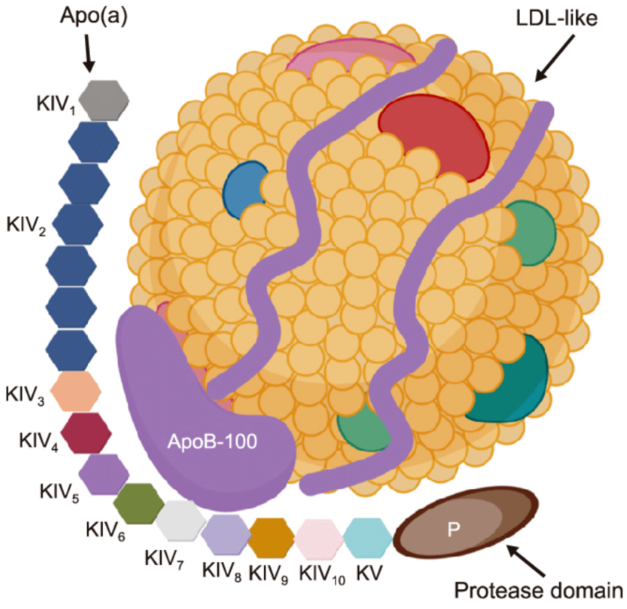 Apo(a)
LDL-like
KIV₁
KIV₂
KIV₃
KIV₄
KIV₅
KIV₆
KIV₇
KIV₈
KIV₉
KIV₁₀
KV
ApoB-100
P
Protease domain